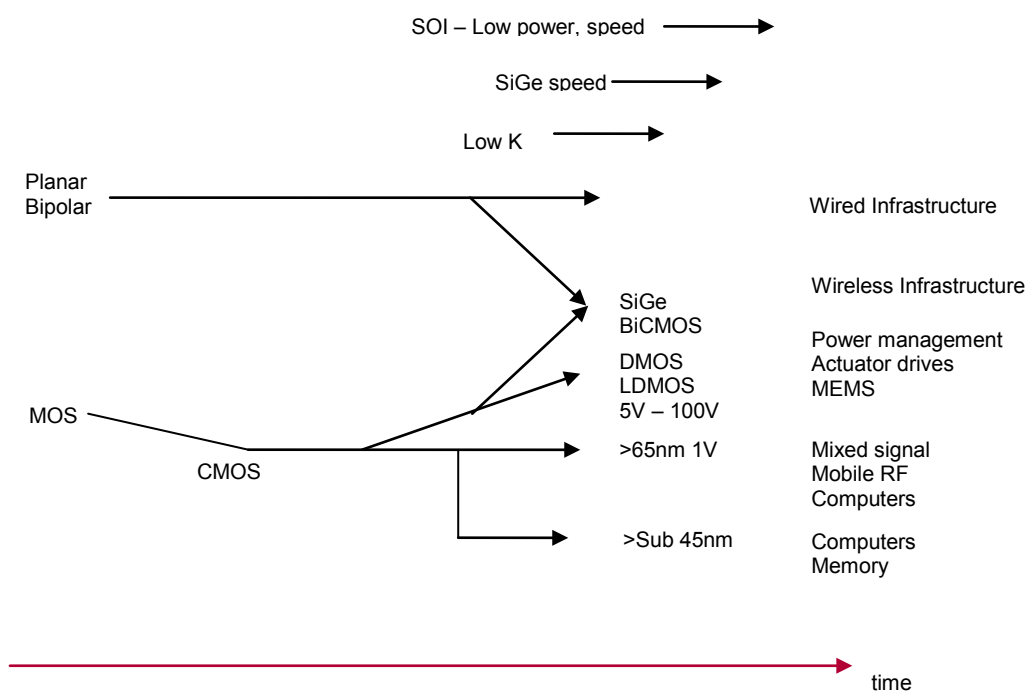 SOI – Low power, speed
SiGe speed
Low K
Planar
Bipolar
Wired Infrastructure
Wireless Infrastructure
SiGe
BiCMOS
Power management
Actuator drives
MEMS
DMOS
LDMOS
5V – 100V
MOS
CMOS
>65nm 1V
Mixed signal
Mobile RF
Computers
>Sub 45nm
Computers
Memory
time